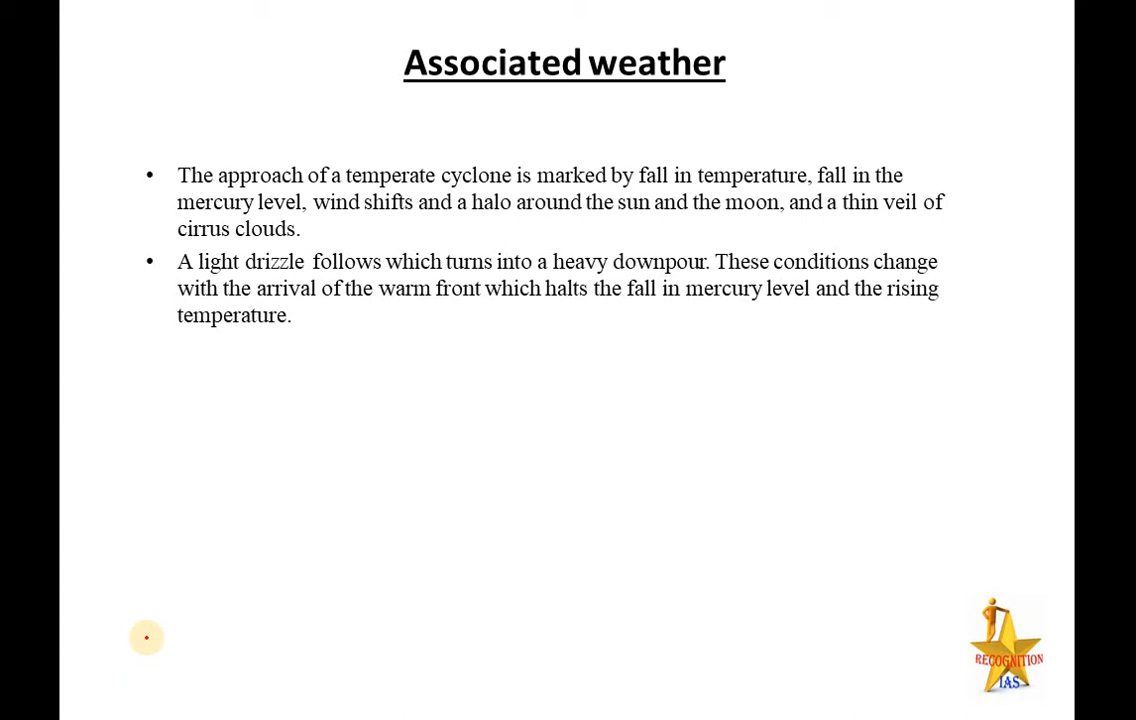 Associated weather
• The approach of a temperate cyclone is marked by fall in temperature, fall in the
mercury level, wind shifts and a halo around the sun and the moon, and a thin veil of
cirrus clouds.
• A light drizzle follows which turns into a heavy downpour. These conditions change
with the arrival of the warm front which halts the fall in mercury level and the rising
temperature.
RECOGNITION
IAS